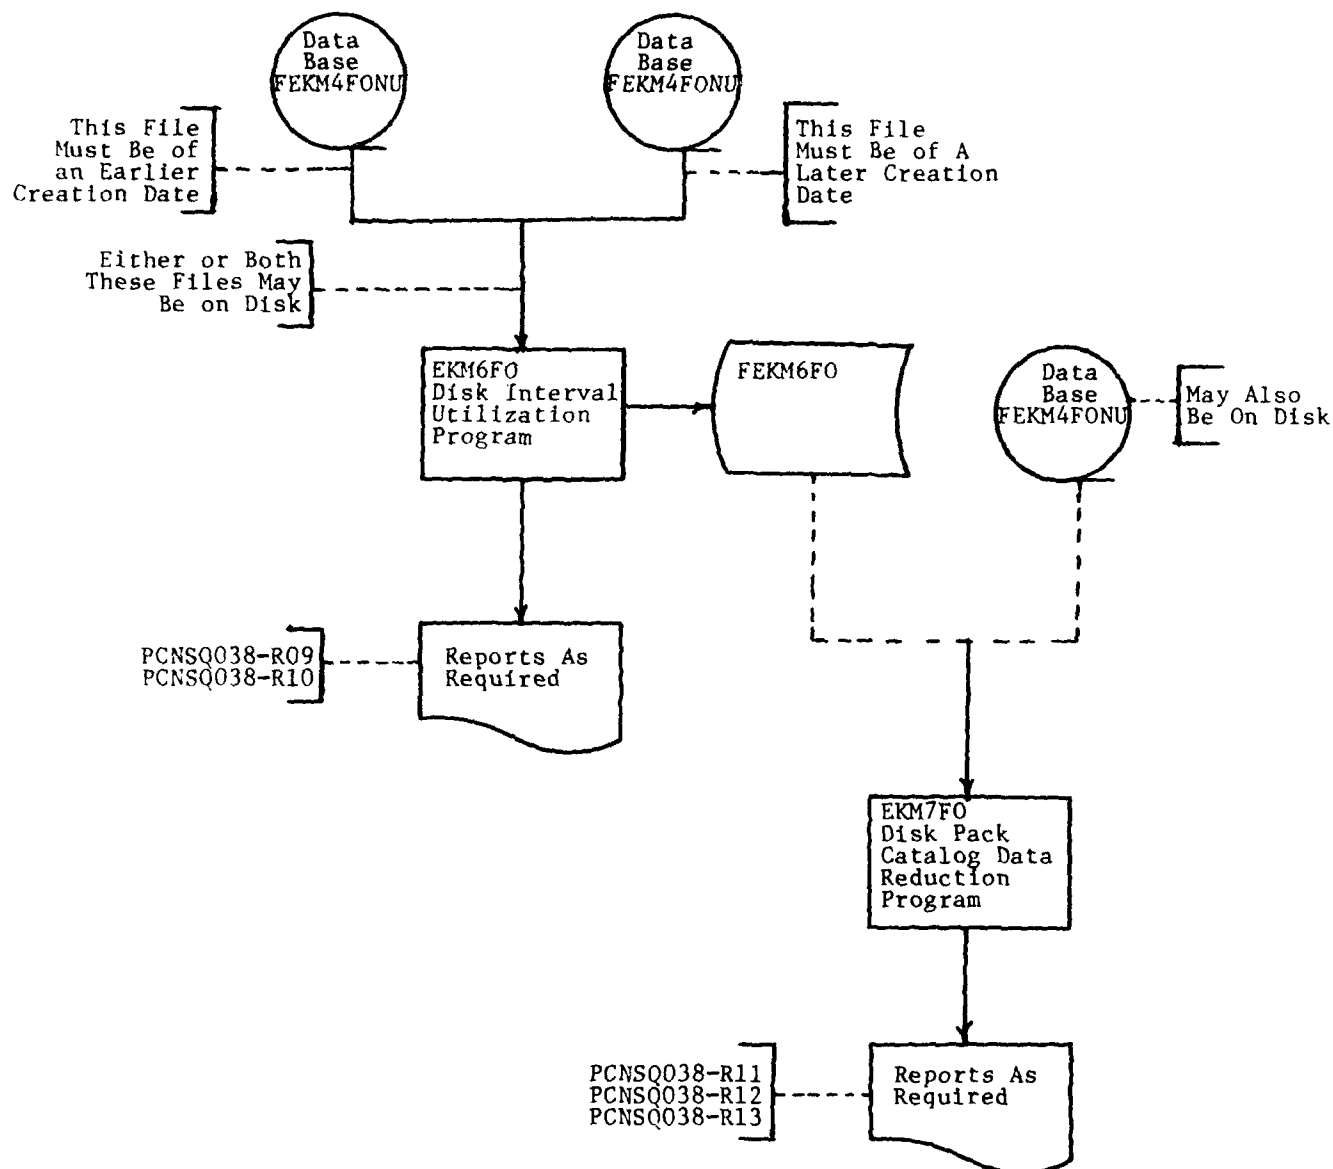 Data
Base
FEKM4FONU
Data
Base
FEKM4FONU
This File
Must Be of
an Earlier
Creation Date
This File
Must Be of A
Later Creation
Date
Either or Both
These Files May
Be on Disk
EKM6FO
Disk Interval
Utilization
Program
FEKM6FO
Data
Base
FEKM4FONU
May Also
Be On Disk
PCNSQ038-R09
PCNSQ038-R10
Reports As
Required
EKM7FO
Disk Pack
Catalog Data
Reduction
Program
PCNSQ038-R11
PCNSQ038-R12
PCNSQ038-R13
Reports As
Required